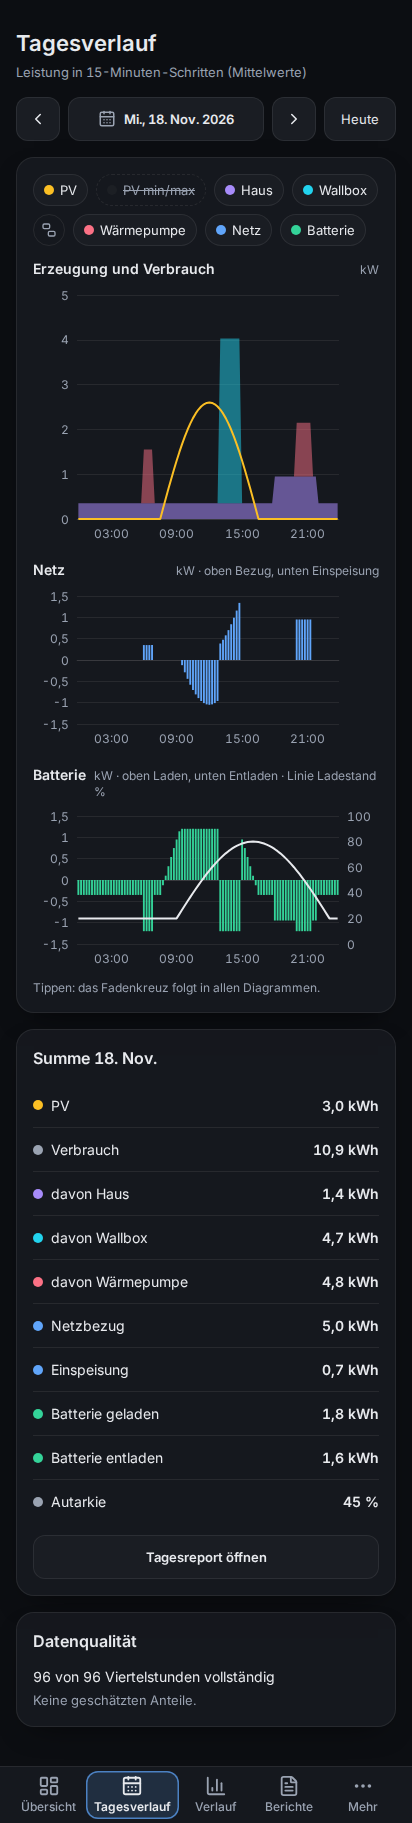 Tagesverlauf
Leistung in 15-Minuten-Schritten (Mittelwerte)
Mi., 18. Nov. 2026
Heute
PV
PV min/max
Haus
Wallbox
Wärmepumpe
Netz
Batterie
Erzeugung und Verbrauch
kW
5
4
3
2
1
0
03:00 09:00 15:00 21:00
Netz
kW · oben Bezug, unten Einspeisung
1,5
1
0,5
0
-0,5
-1
-1,5
03:00 09:00 15:00 21:00
Batterie
kW · oben Laden, unten Entladen · Linie Ladestand
%
1,5 100
1 80
0,5 60
0 40
-0,5 20
-1 0
-1,5
03:00 09:00 15:00 21:00
Tippen: das Fadenkreuz folgt in allen Diagrammen.
Summe 18. Nov.
PV 3,0 kWh
Verbrauch 10,9 kWh
davon Haus 1,4 kWh
davon Wallbox 4,7 kWh
davon Wärmepumpe 4,8 kWh
Netzbezug 5,0 kWh
Einspeisung 0,7 kWh
Batterie geladen 1,8 kWh
Batterie entladen 1,6 kWh
Autarkie 45 %
Tagesreport öffnen
Datenqualität
96 von 96 Viertelstunden vollständig
Keine geschätzten Anteile.
Übersicht
Tagesverlauf
Verlauf
Berichte
Mehr